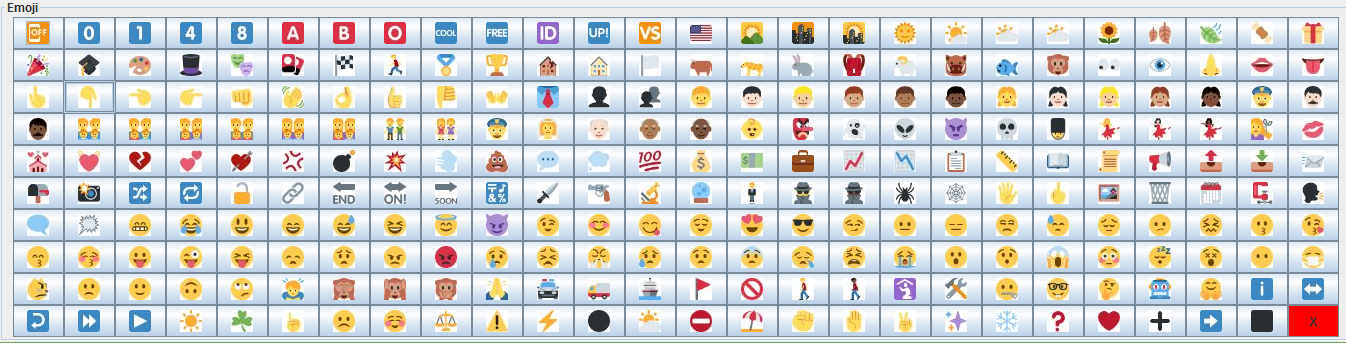 Emoji
OFF 0 1 4 8 A B O COOL FREE ID UP! VS
100
END ON! SOON
X